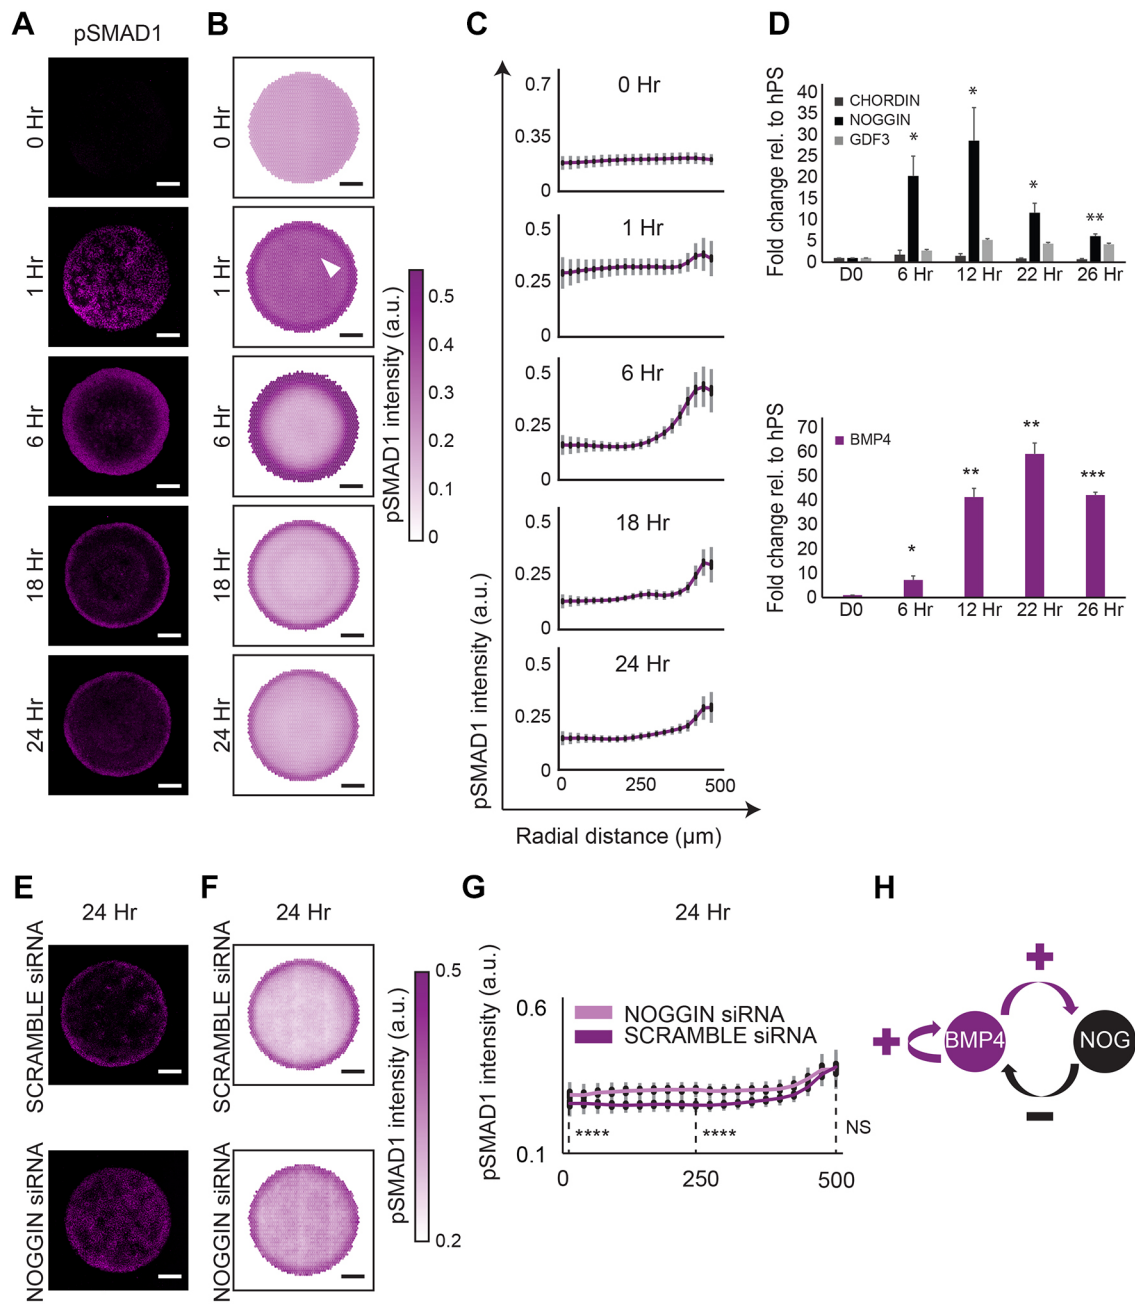 A
pSMAD1
0 Hr
1 Hr
6 Hr
18 Hr
24 Hr
B
0 Hr
1 Hr
6 Hr
18 Hr
24 Hr
pSMAD1 intensity (a.u.)
0.5
0.4
0.3
0.2
0.1
0
C
pSMAD1 intensity (a.u.)
0.7
0.35
0
0 Hr
0.5
0.25
0
1 Hr
0.5
0.25
0
6 Hr
0.5
0.25
0
18 Hr
0.5
0.25
0
24 Hr
0 250 500
Radial distance (µm)
D
Fold change rel. to hPS
40
35
30
25
20
15
10
5
0
CHORDIN
NOGGIN
GDF3
* * * **
D0 6 Hr 12 Hr 22 Hr 26 Hr
Fold change rel. to hPS
70
60
50
40
30
20
10
0
BMP4
* ** ** ***
D0 6 Hr 12 Hr 22 Hr 26 Hr
E
24 Hr
SCRAMBLE siRNA
NOGGIN siRNA
F
24 Hr
SCRAMBLE siRNA
NOGGIN siRNA
pSMAD1 intensity (a.u.)
0.5
0.2
G
24 Hr
pSMAD1 intensity (a.u.)
0.6
0.1
NOGGIN siRNA
SCRAMBLE siRNA
**** **** NS
0 250 500
H
+
+ BMP4 NOG
−